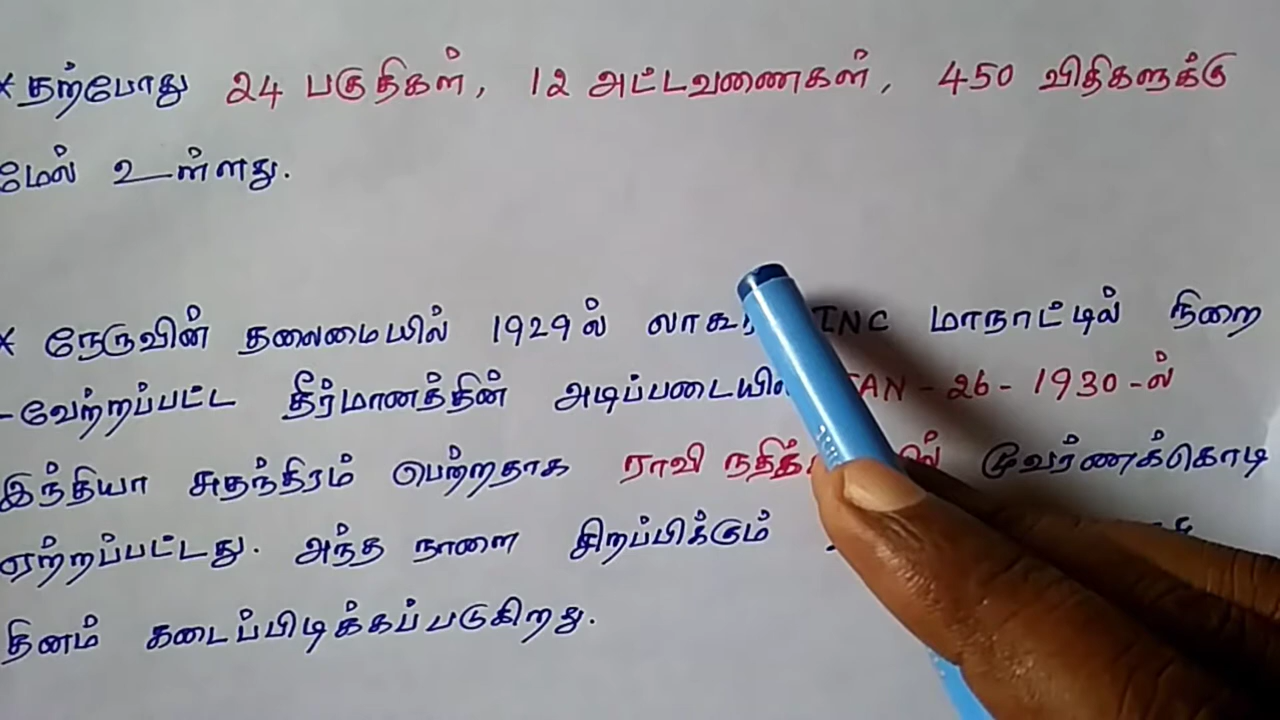 * தற்போது 24 பகுதிகள், 12 அட்டவணைகள், 450 விதிகளுக்கு
மேல் உள்ளது.
* நேருவின் தலைமையில் 1929ல் INC மாநாட்டில் நிறை
-வேற்றப்பட்ட தீர்மானத்தின் அடிப்படையில் JAN-26-1930-ல்
இந்தியா சுதந்திரம் பெற்றதாக ராவி மூவர்ணக்கொடி
ஏற்றப்பட்டது. அந்த நாளை சிறப்பிக்கும்
தினம் கடைப்பிடிக்கப்படுகிறது.